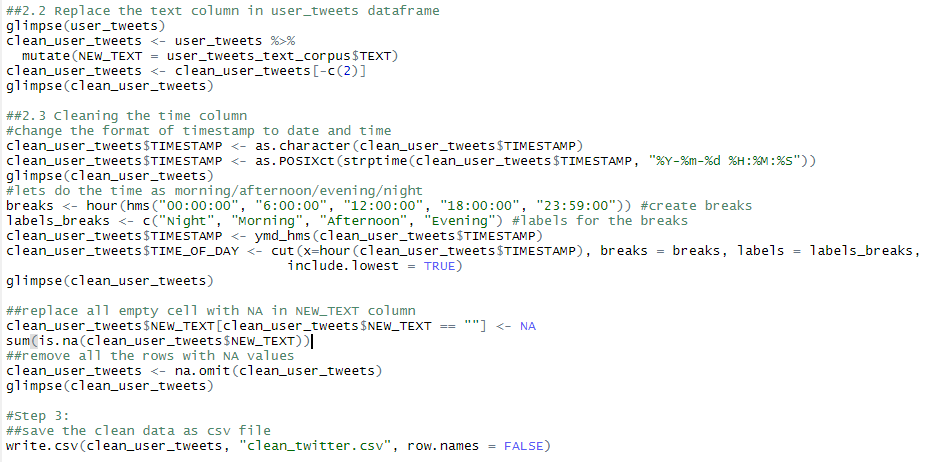 ##2.2 Replace the text column in user_tweets dataframe
glimpse(user_tweets)
clean_user_tweets <- user_tweets %>%
  mutate(NEW_TEXT = user_tweets_text_corpus$TEXT)
clean_user_tweets <- clean_user_tweets[-c(2)]
glimpse(clean_user_tweets)

##2.3 Cleaning the time column
#change the format of timestamp to date and time
clean_user_tweets$TIMESTAMP <- as.character(clean_user_tweets$TIMESTAMP)
clean_user_tweets$TIMESTAMP <- as.POSIXct(strptime(clean_user_tweets$TIMESTAMP, "%Y-%m-%d %H:%M:%S"))
glimpse(clean_user_tweets)
#lets do the time as morning/afternoon/evening/night
breaks <- hour(hms("00:00:00", "6:00:00", "12:00:00", "18:00:00", "23:59:00")) #create breaks
labels_breaks <- c("Night", "Morning", "Afternoon", "Evening") #labels for the breaks
clean_user_tweets$TIMESTAMP <- ymd_hms(clean_user_tweets$TIMESTAMP)
clean_user_tweets$TIME_OF_DAY <- cut(x=hour(clean_user_tweets$TIMESTAMP), breaks = breaks, labels = labels_breaks,
                                     include.lowest = TRUE)
glimpse(clean_user_tweets)

##replace all empty cell with NA in NEW_TEXT column
clean_user_tweets$NEW_TEXT[clean_user_tweets$NEW_TEXT == ""] <- NA
sum(is.na(clean_user_tweets$NEW_TEXT))
##remove all the rows with NA values
clean_user_tweets <- na.omit(clean_user_tweets)
glimpse(clean_user_tweets)

#Step 3:
##save the clean data as csv file
write.csv(clean_user_tweets, "clean_twitter.csv", row.names = FALSE)